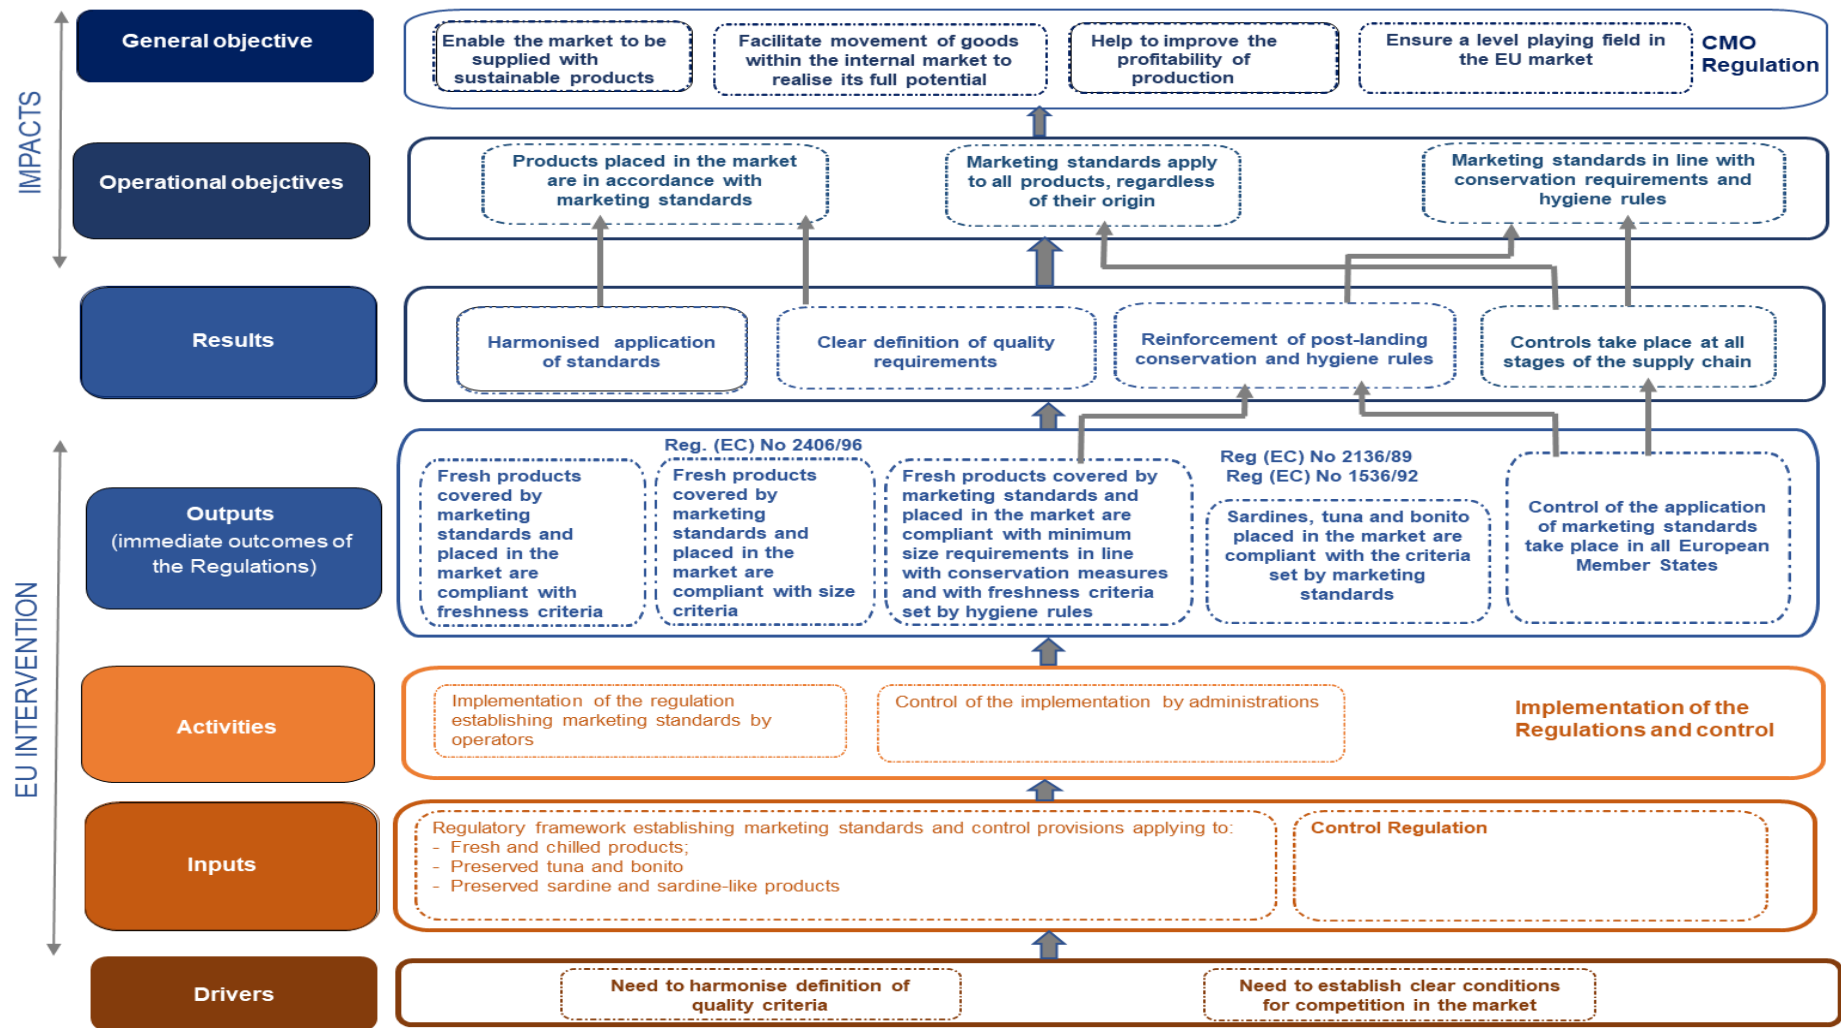 IMPACTS
EU INTERVENTION
General objective
Enable the market to be
supplied with
sustainable products
Facilitate movement of goods
within the internal market to
realise its full potential
Help to improve the
profitability of
production
Ensure a level playing field in
the EU market
CMO
Regulation
Operational obejctives
Products placed in the market
are in accordance with
marketing standards
Marketing standards apply
to all products, regardless
of their origin
Marketing standards in line with
conservation requirements and
hygiene rules
Results
Harmonised application
of standards
Clear definition of quality
requirements
Reinforcement of post-landing
conservation and hygiene rules
Controls take place at all
stages of the supply chain
Outputs
(immediate outcomes of
the Regulations)
Fresh products
covered by
marketing
standards and
placed in the
market are
compliant with
freshness criteria
Reg. (EC) No 2406/96
Fresh products
covered by
marketing
standards and
placed in the
market are
compliant with size
criteria
Fresh products covered by
marketing standards and
placed in the market are
compliant with minimum
size requirements in line
with conservation measures
and with freshness criteria
set by hygiene rules
Reg (EC) No 2136/89
Reg (EC) No 1536/92
Sardines, tuna and bonito
placed in the market are
compliant with the criteria
set by marketing
standards
Control of the application
of marketing standards
take place in all European
Member States
Activities
Implementation of the regulation
establishing marketing standards by
operators
Control of the implementation by administrations
Implementation of the
Regulations and control
Inputs
Regulatory framework establishing marketing standards and control provisions applying to:
- Fresh and chilled products;
- Preserved tuna and bonito
- Preserved sardine and sardine-like products
Control Regulation
Drivers
Need to harmonise definition of
quality criteria
Need to establish clear conditions
for competition in the market